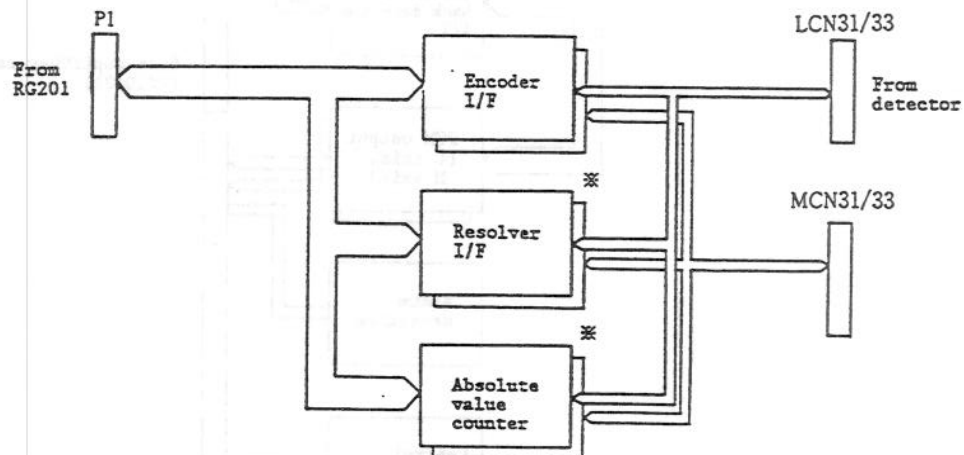 P1
LCN31/33
From
RG201
Encoder
I/F
From
detector
※
MCN31/33
Resolver
I/F
※
Absolute
value
counter